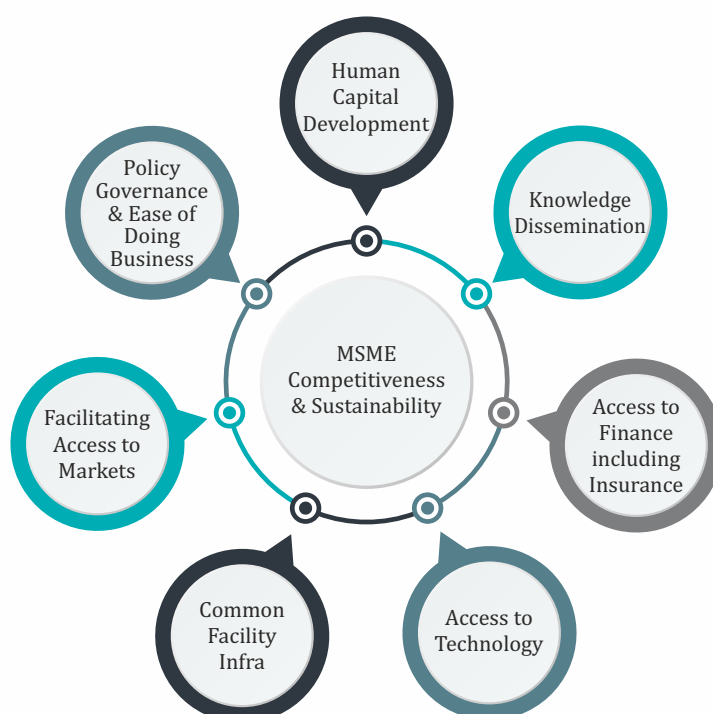 Human
Capital
Development
Knowledge
Dissemination
Access to
Finance
including
Insurance
Access to
Technology
Common
Facility
Infra
Facilitating
Access to
Markets
Policy
Governance
& Ease of
Doing
Business
MSME
Competitiveness
& Sustainability